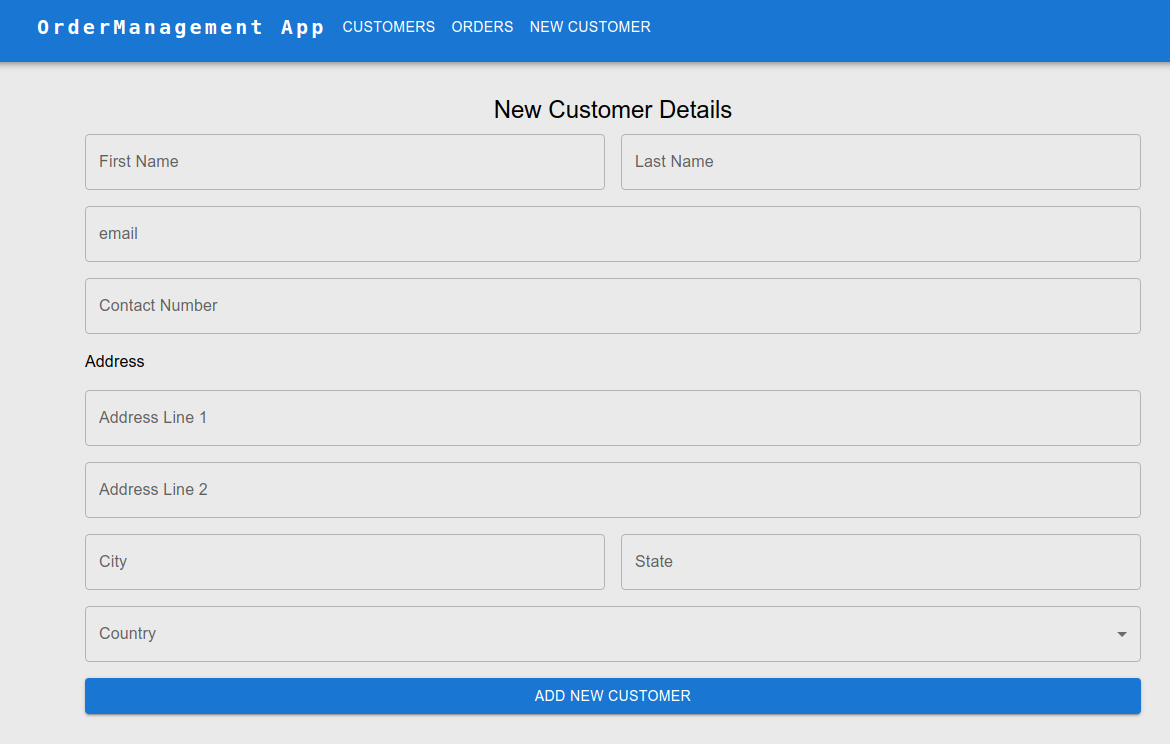 OrderManagement App CUSTOMERS ORDERS NEW CUSTOMER
New Customer Details
First Name Last Name
email
Contact Number
Address
Address Line 1
Address Line 2
City State
Country
ADD NEW CUSTOMER